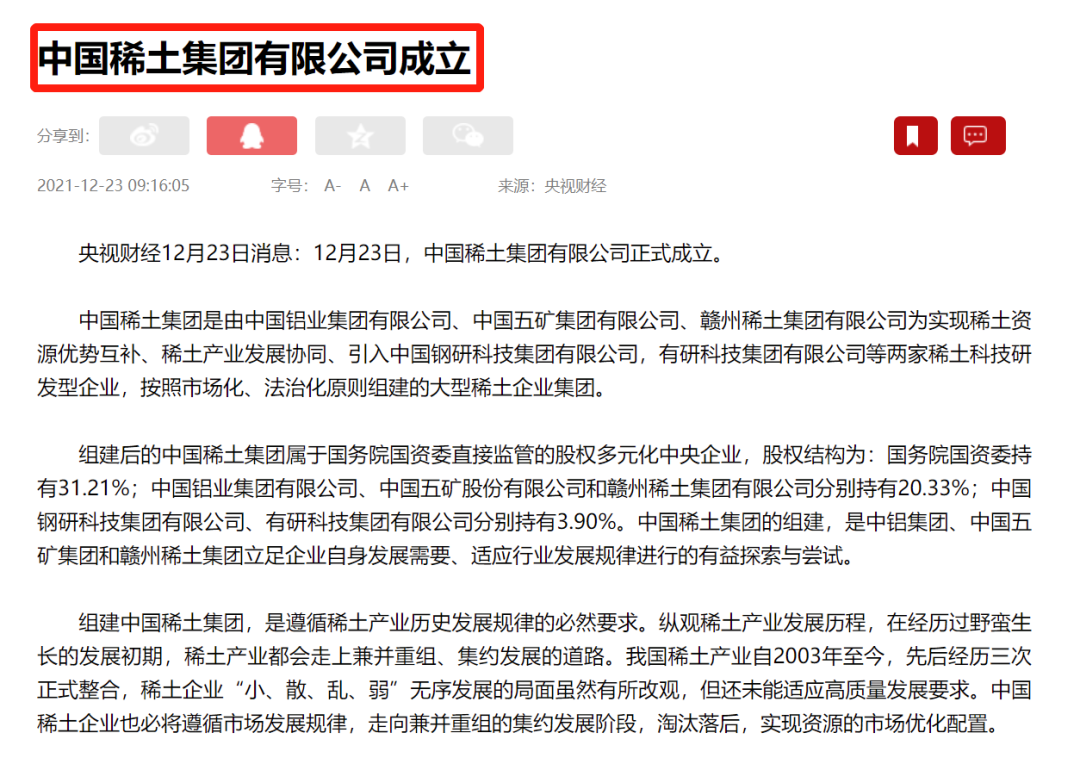 中国稀土集团有限公司成立
分享到:
2021-12-23 09:16:05 字号： A- A A+ 来源：央视财经
央视财经12月23日消息：12月23日，中国稀土集团有限公司正式成立。
中国稀土集团是由中国铝业集团有限公司、中国五矿集团有限公司、赣州稀土集团有限公司为实现稀土资
源优势互补、稀土产业发展协同、引入中国钢研科技集团有限公司，有研科技集团有限公司等两家稀土科技研
发型企业，按照市场化、法治化原则组建的大型稀土企业集团。
组建后的中国稀土集团属于国务院国资委直接监管的股权多元化中央企业，股权结构为：国务院国资委持
有31.21%；中国铝业集团有限公司、中国五矿股份有限公司和赣州稀土集团有限公司分别持有20.33%；中国
钢研科技集团有限公司、有研科技集团有限公司分别持有3.90%。中国稀土集团的组建，是中铝集团、中国五
矿集团和赣州稀土集团立足企业自身发展需要、适应行业发展规律进行的有益探索与尝试。
组建中国稀土集团，是遵循稀土产业历史发展规律的必然要求。纵观稀土产业发展历程，在经历过野蛮生
长的发展初期，稀土产业都会走上兼并重组、集约发展的道路。我国稀土产业自2003年至今，先后经历三次
正式整合，稀土企业“小、散、乱、弱”无序发展的局面虽然有所改观，但还未能适应高质量发展要求。中国
稀土企业也必将遵循市场发展规律，走向兼并重组的集约发展阶段，淘汰落后，实现资源的市场优化配置。